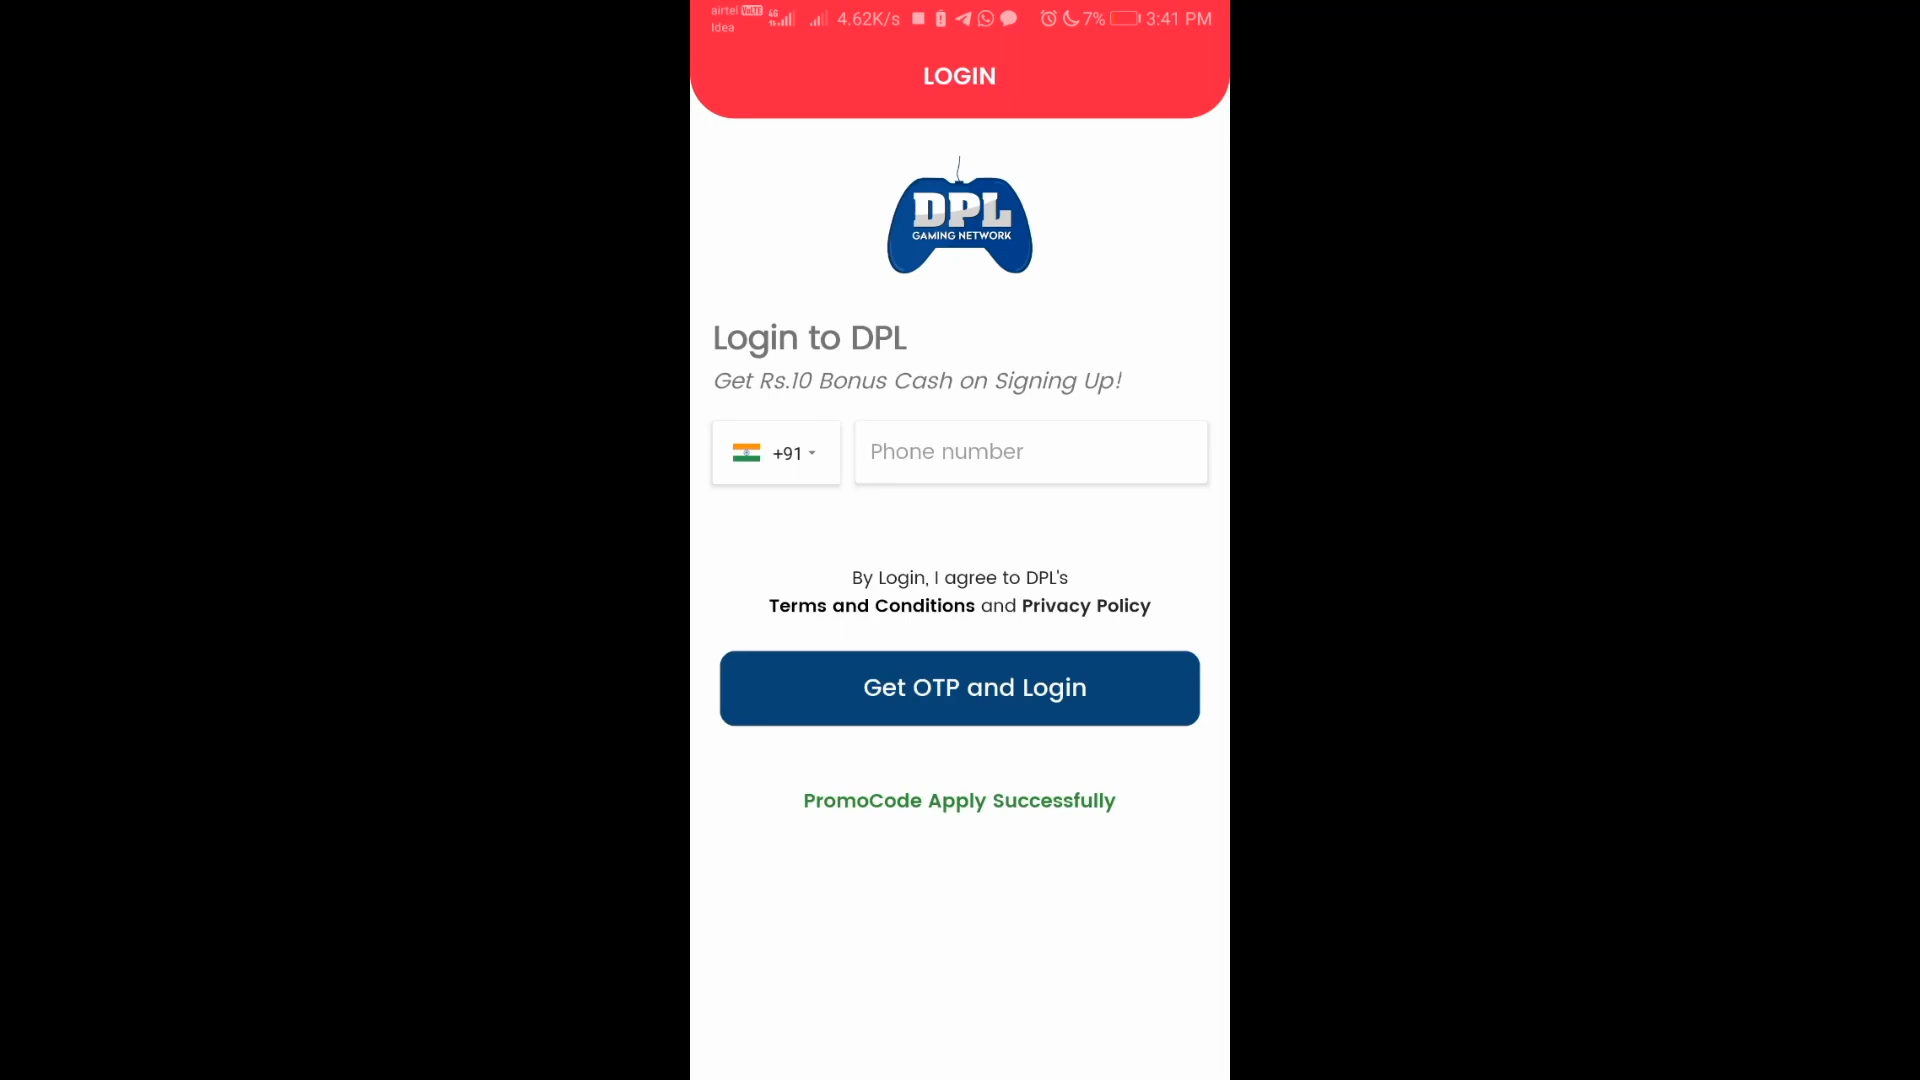 airtel VoLTE 4G 4.62K/s 7% 3:41 PM
Idea
LOGIN
DPL
GAMING NETWORK
Login to DPL
Get Rs.10 Bonus Cash on Signing Up!
+91 Phone number
By Login, I agree to DPL's
Terms and Conditions and Privacy Policy
Get OTP and Login
PromoCode Apply Successfully